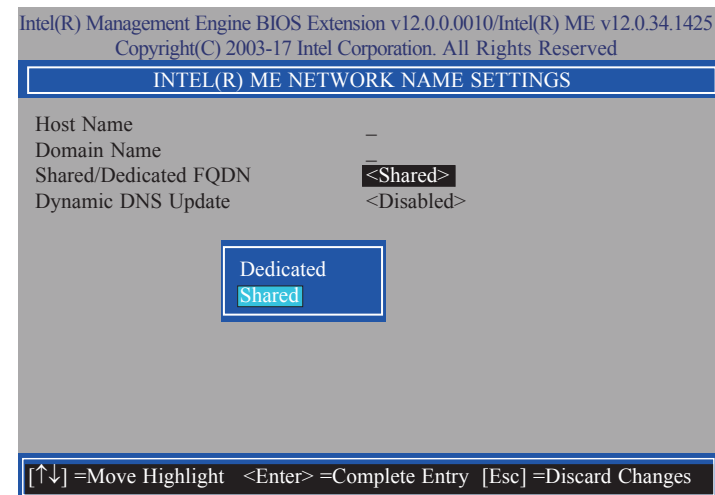 Intel(R) Management Engine BIOS Extension v12.0.0.0010/Intel(R) ME v12.0.34.1425
Copyright(C) 2003-17 Intel Corporation. All Rights Reserved
INTEL(R) ME NETWORK NAME SETTINGS
Host Name _
Domain Name _
Shared/Dedicated FQDN <Shared>
Dynamic DNS Update <Disabled>
Dedicated
Shared
[↑↓] =Move Highlight <Enter> =Complete Entry [Esc] =Discard Changes